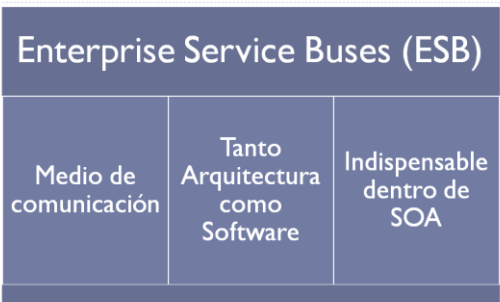 Enterprise Service Buses (ESB)
Medio de
comunicación
Tanto
Arquitectura
como
Software
Indispensable
dentro de
SOA